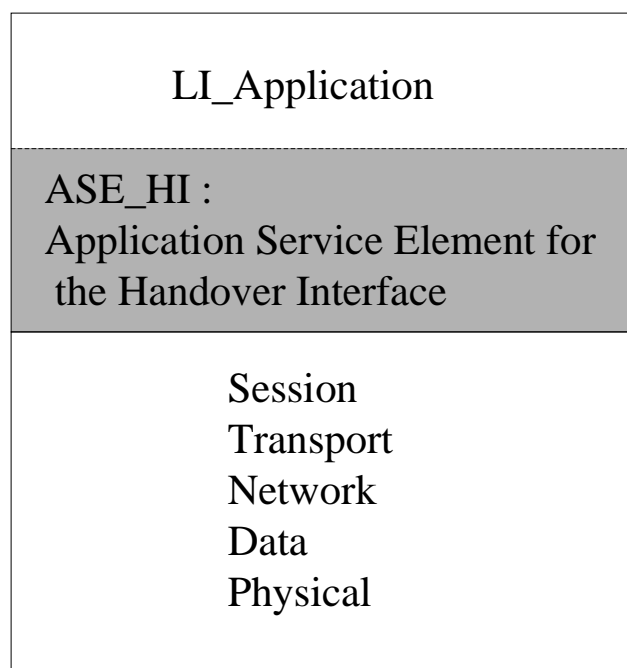 LI_Application
ASE_HI :
Application Service Element for
the Handover Interface
Session
Transport
Network
Data
Physical